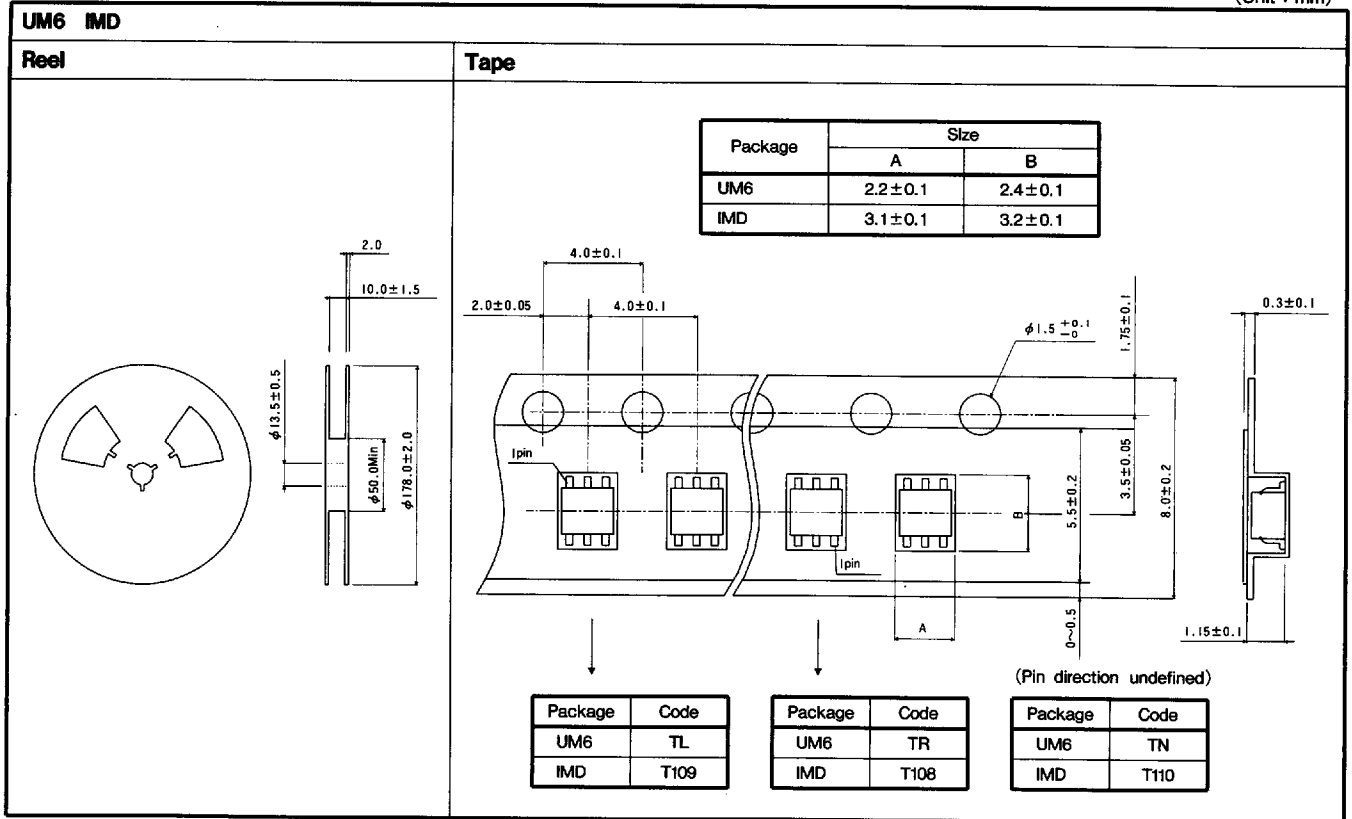 (Unit : mm)
UM6 IMD
Reel
Tape
Package
Size
A
B
UM6 2.2±0.1 2.4±0.1
IMD 3.1±0.1 3.2±0.1
2.0
10.0±1.5
φ13.5±0.5
φ50.0Min
φ178.0±2.0
4.0±0.1
2.0±0.05
4.0±0.1
φ1.5 +0.1 -0
1.75±0.1
0.3±0.1
1pin
1pin
B
A
5.5±0.2
3.5±0.05
8.0±0.2
0~0.5
1.15±0.1
(Pin direction undefined)
Package Code
UM6 TL
IMD T109
Package Code
UM6 TR
IMD T108
Package Code
UM6 TN
IMD T110